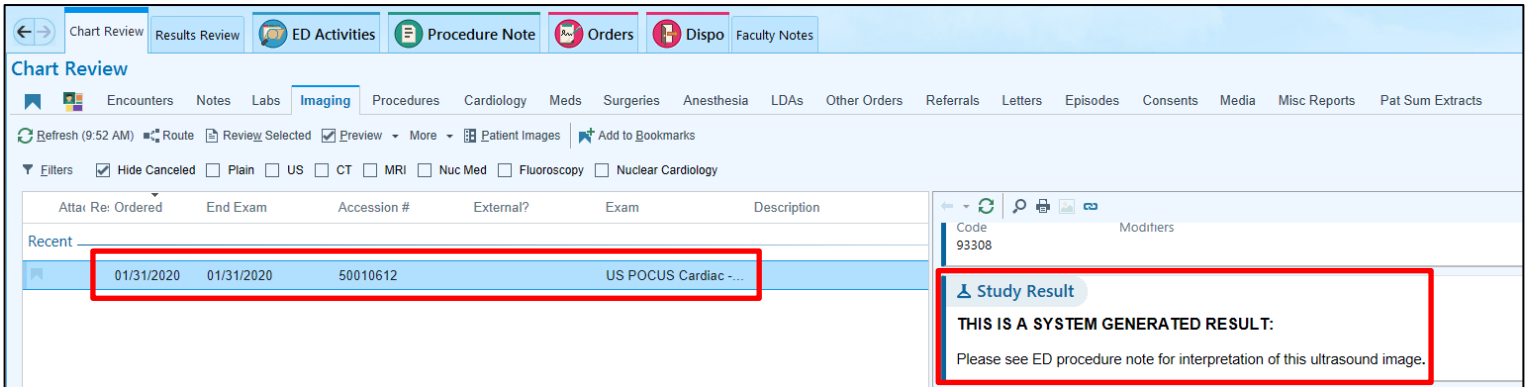 Chart Review Results Review ED Activities Procedure Note Orders Dispo Faculty Notes
Chart Review
Encounters Notes Labs Imaging Procedures Cardiology Meds Surgeries Anesthesia LDAs Other Orders Referrals Letters Episodes Consents Media Misc Reports Pat Sum Extracts
Refresh (9:52 AM) Route Review Selected Preview More Patient Images Add to Bookmarks
Filters Hide Canceled Plain US CT MRI Nuc Med Fluoroscopy Nuclear Cardiology
Attac Re: Ordered End Exam Accession # External? Exam Description
Recent
01/31/2020 01/31/2020 50010612 US POCUS Cardiac -...
Code Modifiers
93308
Study Result
THIS IS A SYSTEM GENERATED RESULT:
Please see ED procedure note for interpretation of this ultrasound image.